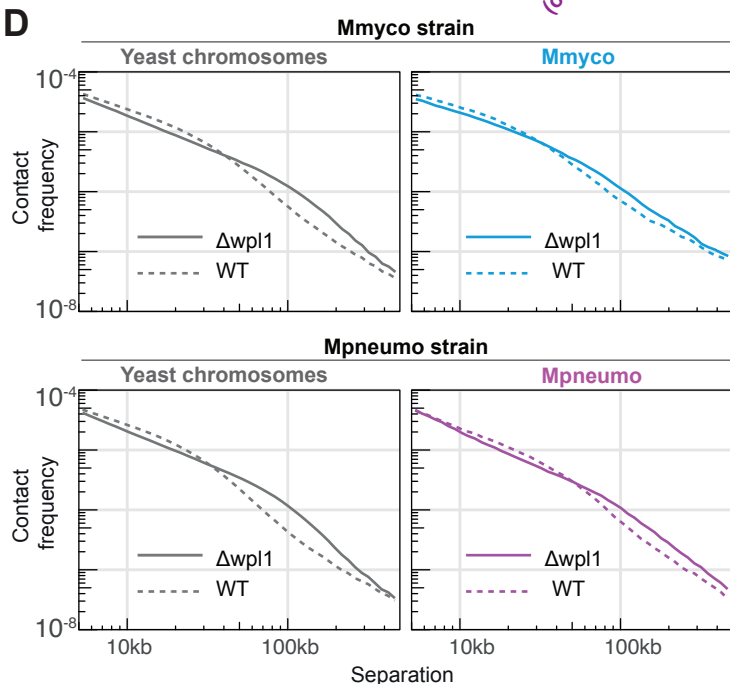 D
Mmyco strain
Yeast chromosomes
Mmyco
10-4
Contact
frequency
Δwpl1
WT
10-8
Δwpl1
WT
Mpneumo strain
Yeast chromosomes
Mpneumo
10-4
Contact
frequency
Δwpl1
WT
10-8
Δwpl1
WT
10kb
100kb
10kb
100kb
Separation